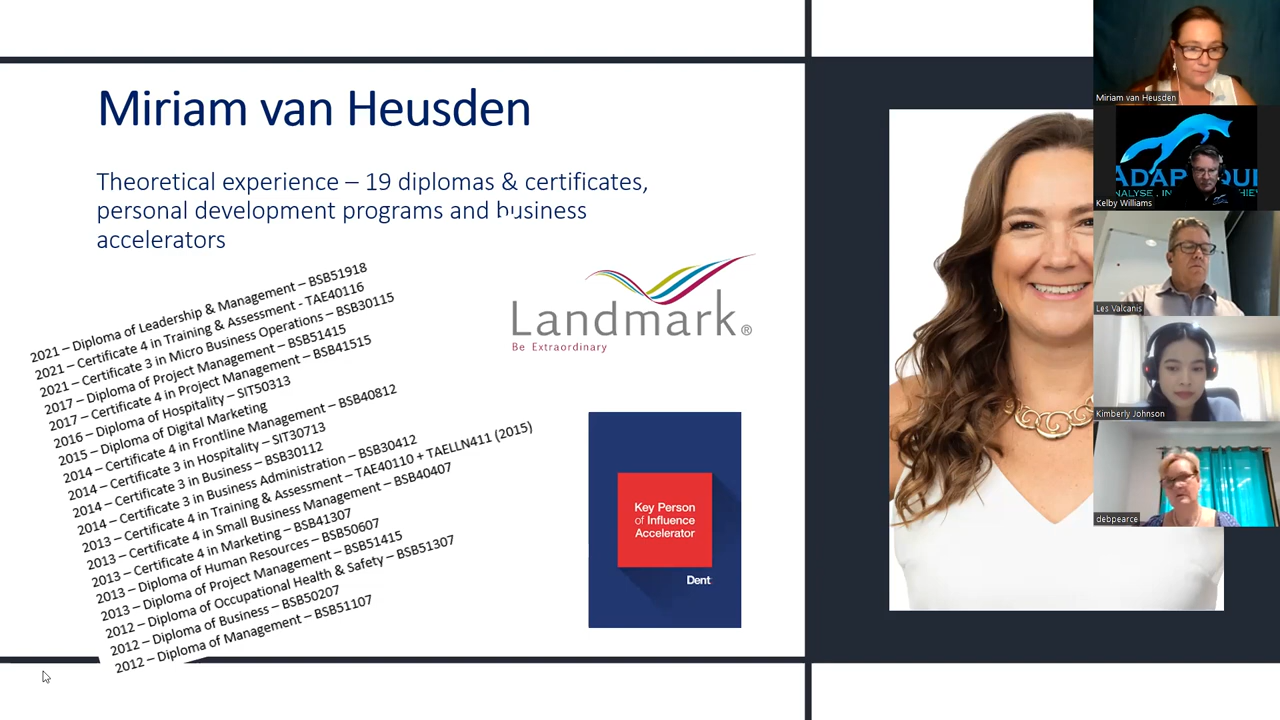 Miriam van Heusden
Theoretical experience – 19 diplomas & certificates,
personal development programs and business
accelerators
2021 – Diploma of Leadership & Management – BSB51918
2021 – Certificate 4 in Training & Assessment - TAE40116
2021 – Certificate 3 in Micro Business Operations – BSB30115
2017 – Diploma of Project Management – BSB51415
2017 – Certificate 4 in Project Management – BSB41515
2016 – Diploma of Hospitality – SIT50313
2015 – Diploma of Digital Marketing
2014 – Certificate 4 in Frontline Management – BSB40812
2014 – Certificate 3 in Hospitality – SIT30713
2014 – Certificate 3 in Business – BSB30112
2014 – Certificate 3 in Business Administration – BSB30412
2013 – Certificate 4 in Training & Assessment – TAE40110 + TAELLN411 (2015)
2013 – Certificate 4 in Small Business Management – BSB40407
2013 – Certificate 4 in Marketing – BSB41307
2013 – Diploma of Human Resources – BSB50607
2013 – Diploma of Project Management – BSB51415
2012 – Diploma of Occupational Health & Safety – BSB51307
2012 – Diploma of Business – BSB50207
2012 – Diploma of Management – BSB51107
Landmark®
Be Extraordinary
Key Person
of Influence
Accelerator
Dent
Miriam van Heusden
ADAP QUI
ANALYSE, IN HIEV
Kelby Williams
Les Valcanis
Kimberly Johnson
debpearce